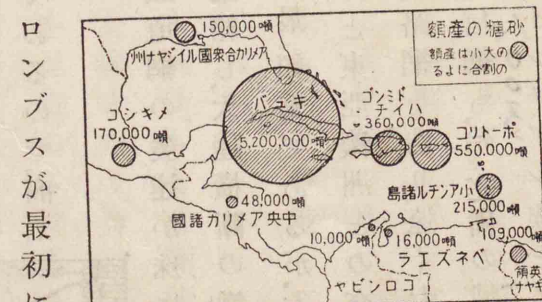 砂糖の產額
の大小は產額
の割合による
150,000噸
アメリカ合衆國ルイジヤナ州
メキシコ
170,000噸
キュバ
5,200,000噸
ドミンゴ
ハイチ
360,000噸
ポートリコ
550,000噸
小アンチル諸島
215,000噸
48,000噸
中央アメリカ諸國
10,000噸
16,000噸
ベネズエラ
コロンビヤ
109,000噸
英領
ギヤナ
ロンブスが最初に